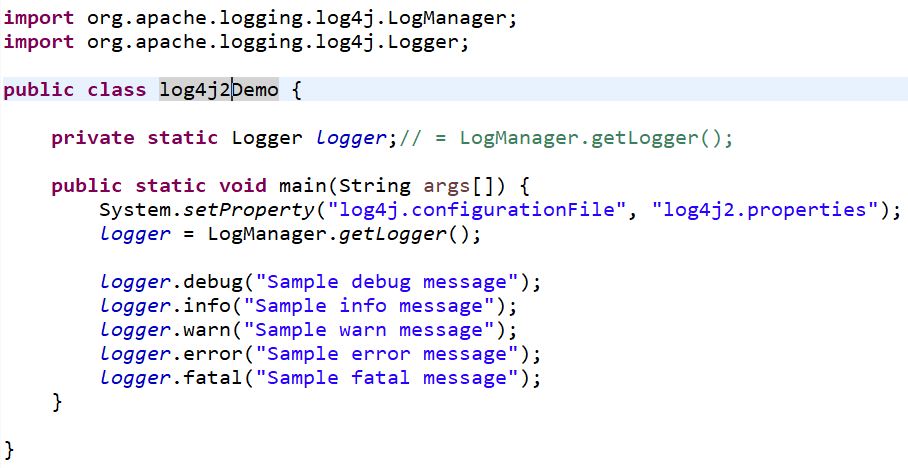 import org.apache.logging.log4j.LogManager;
import org.apache.logging.log4j.Logger;
public class log4j2Demo {
private static Logger logger;// = LogManager.getLogger();
public static void main(String args[]) {
System.setProperty("log4j.configurationFile", "log4j2.properties");
logger = LogManager.getLogger();
logger.debug("Sample debug message");
logger.info("Sample info message");
logger.warn("Sample warn message");
logger.error("Sample error message");
logger.fatal("Sample fatal message");
}
}